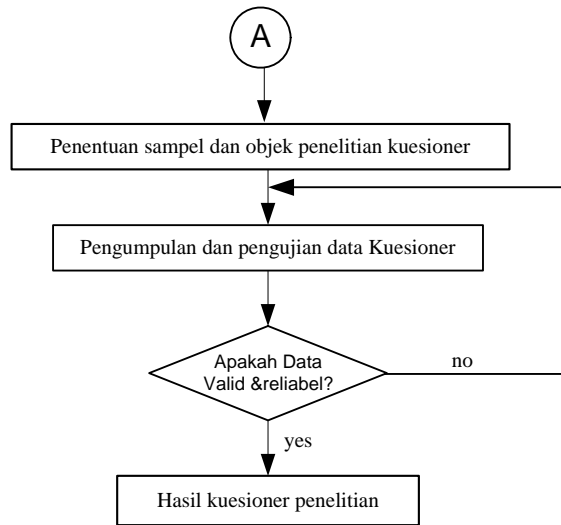 A
Penentuan sampel dan objek penelitian kuesioner
Pengumpulan dan pengujian data Kuesioner
Apakah Data
Valid &reliabel?
no
yes
Hasil kuesioner penelitian